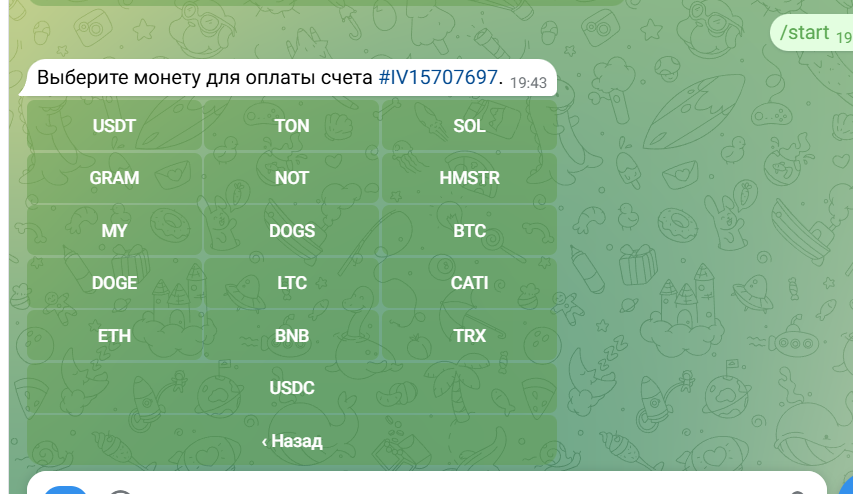 /start 19
Выберите монету для оплаты счета #IV15707697. 19:43
USDT TON SOL
GRAM NOT HMSTR
MY DOGS BTC
DOGE LTC CATI
ETH BNB TRX
USDC
‹ Назад